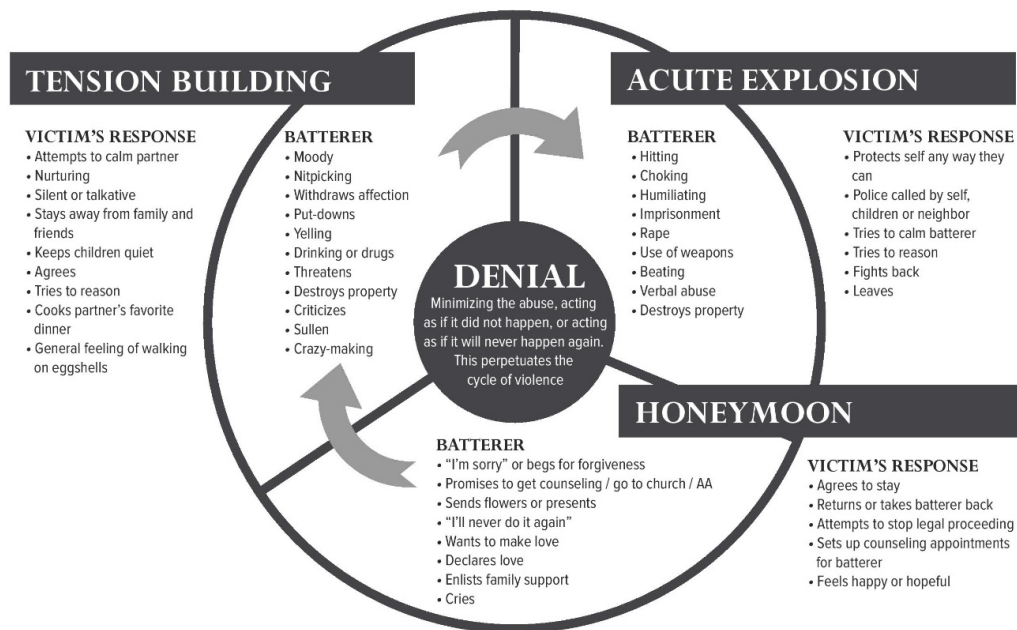 TENSION BUILDING
VICTIM'S RESPONSE
• Attempts to calm partner
• Nurturing
• Silent or talkative
• Stays away from family and
friends
• Keeps children quiet
• Agrees
• Tries to reason
• Cooks partner's favorite
dinner
• General feeling of walking
on eggshells
BATTERER
• Moody
• Nitpicking
• Withdraws affection
• Put-downs
• Yelling
• Drinking or drugs
• Threatens
• Destroys property
• Criticizes
• Sullen
• Crazy-making
ACUTE EXPLOSION
BATTERER
• Hitting
• Choking
• Humiliating
• Imprisonment
• Rape
• Use of weapons
• Beating
• Verbal abuse
• Destroys property
VICTIM'S RESPONSE
• Protects self any way they
can
• Police called by self,
children or neighbor
• Tries to calm batterer
• Tries to reason
• Fights back
• Leaves
DENIAL
Minimizing the abuse, acting
as if it did not happen, or acting
as if it will never happen again.
This perpetuates the
cycle of violence
HONEYMOON
BATTERER
• "I'm sorry" or begs for forgiveness
• Promises to get counseling / go to church / AA
• Sends flowers or presents
• "I'll never do it again"
• Wants to make love
• Declares love
• Enlists family support
• Cries
VICTIM'S RESPONSE
• Agrees to stay
• Returns or takes batterer back
• Attempts to stop legal proceeding
• Sets up counseling appointments
for batterer
• Feels happy or hopeful